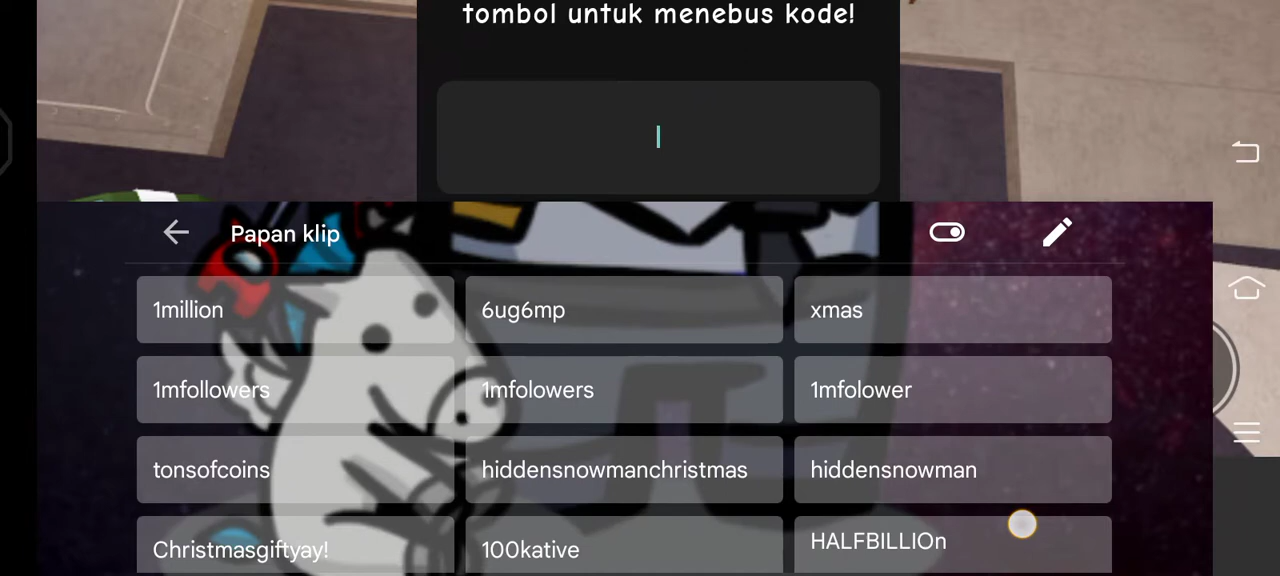 tombol untuk menebus kode!
Papan klip
1million
6ug6mp
xmas
1mfollowers
1mfolowers
1mfolower
tonsofcoins
hiddensnowmanchristmas
hiddensnowman
Christmasgiftyay!
100kative
HALFBILLIOn